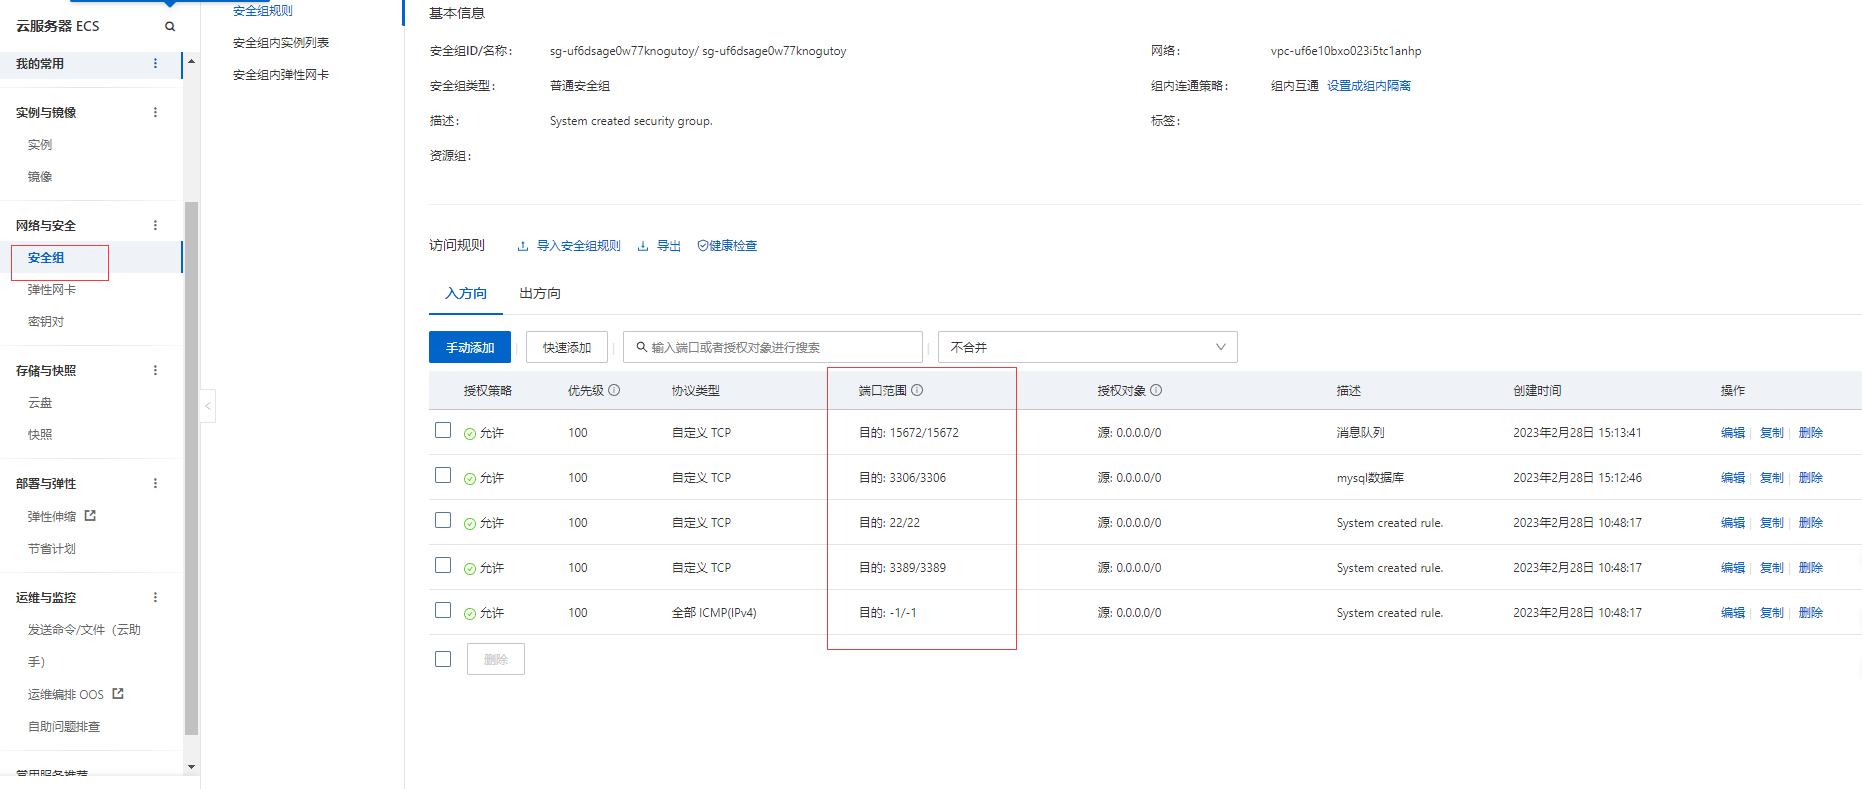 云服务器 ECS
我的常用
实例与镜像
实例
镜像
网络与安全
安全组
弹性网卡
密钥对
存储与快照
云盘
快照
部署与弹性
弹性伸缩
节省计划
运维与监控
发送命令/文件（云助
手）
运维编排 OOS
自助问题排查
常用服务推荐
安全组规则
安全组内实例列表
安全组内弹性网卡
基本信息
安全组ID/名称： sg-uf6dsage0w77knogutoy/ sg-uf6dsage0w77knogutoy 网络： vpc-uf6e10bxo023i5tc1anhp
安全组类型： 普通安全组 组内连通策略： 组内互通 设置成组内隔离
描述： System created security group. 标签：
资源组：
访问规则 导入安全组规则 导出 健康检查
入方向 出方向
手动添加 快速添加 输入端口或者授权对象进行搜索 不合并
授权策略 优先级 协议类型 端口范围 授权对象 描述 创建时间 操作
允许 100 自定义 TCP 目的: 15672/15672 源: 0.0.0.0/0 消息队列 2023年2月28日 15:13:41 编辑 复制 删除
允许 100 自定义 TCP 目的: 3306/3306 源: 0.0.0.0/0 mysql数据库 2023年2月28日 15:12:46 编辑 复制 删除
允许 100 自定义 TCP 目的: 22/22 源: 0.0.0.0/0 System created rule. 2023年2月28日 10:48:17 编辑 复制 删除
允许 100 自定义 TCP 目的: 3389/3389 源: 0.0.0.0/0 System created rule. 2023年2月28日 10:48:17 编辑 复制 删除
允许 100 全部 ICMP(IPv4) 目的: -1/-1 源: 0.0.0.0/0 System created rule. 2023年2月28日 10:48:17 编辑 复制 删除
删除